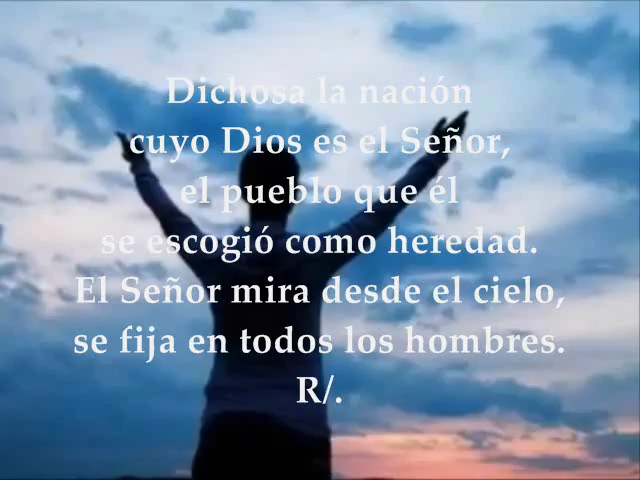 Dichosa la nación
cuyo Dios es el Señor,
el pueblo que él
se escogió como heredad.
El Señor mira desde el cielo,
se fija en todos los hombres.
R/.